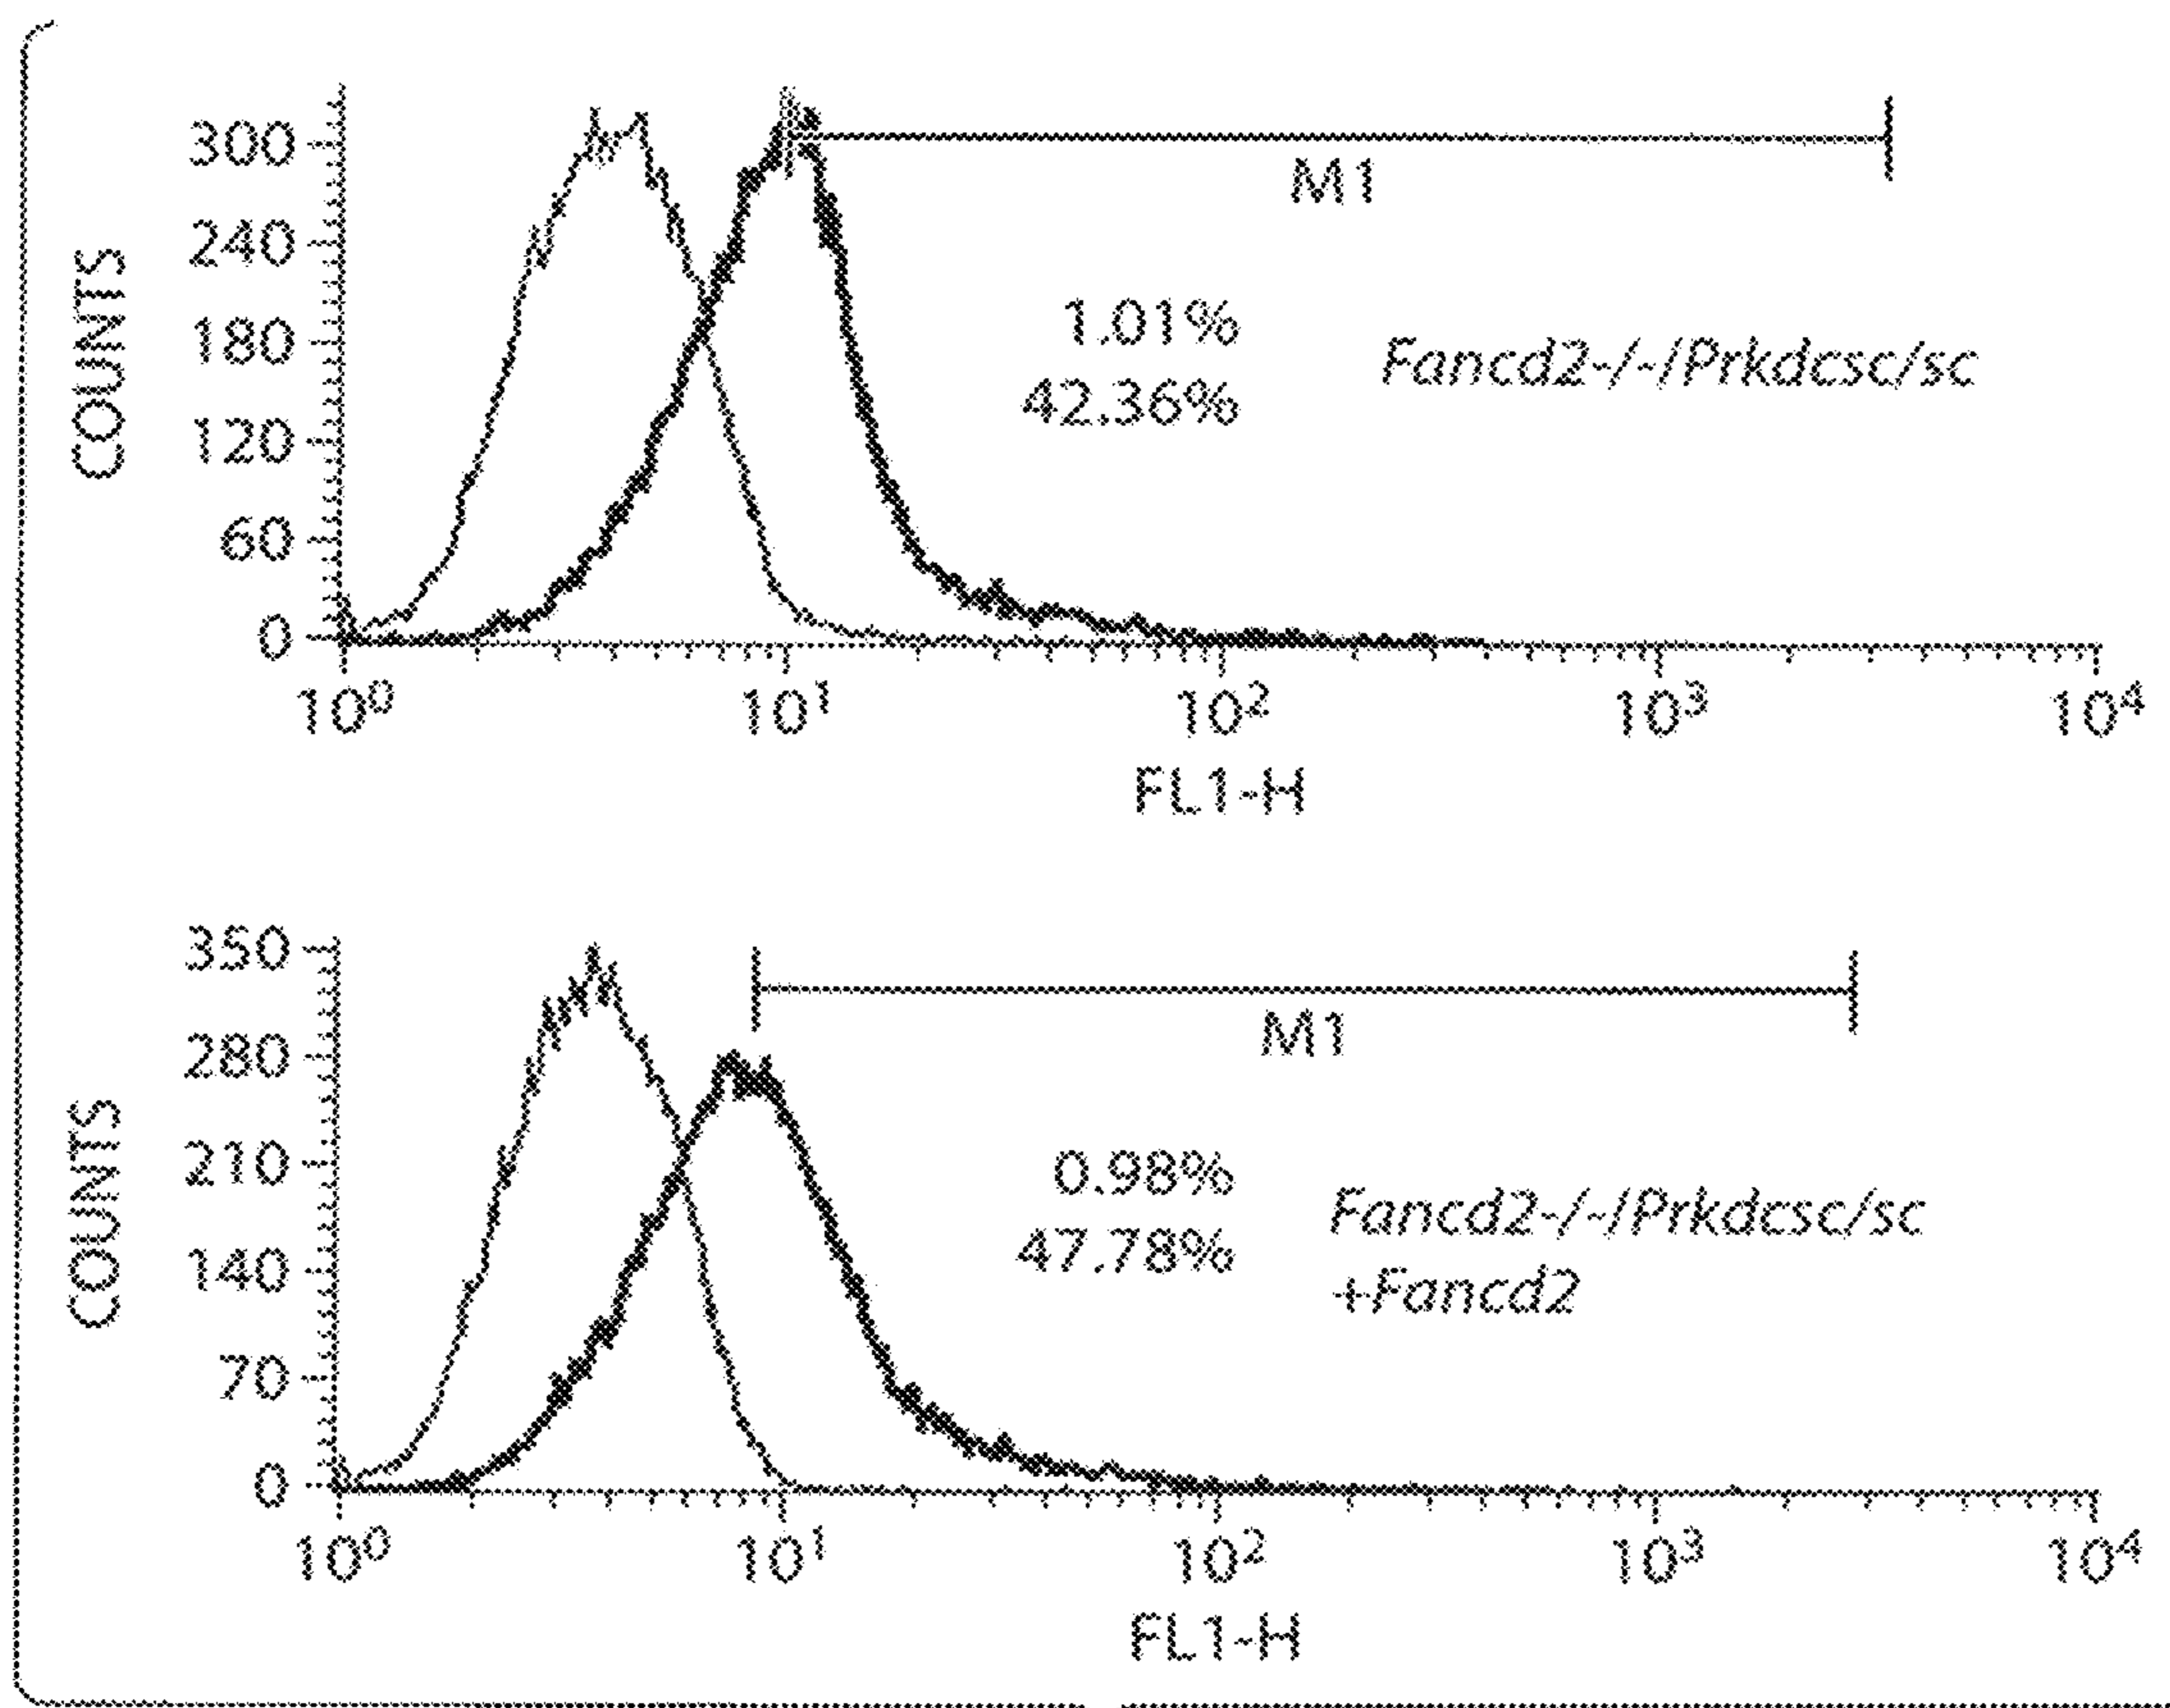 COUNTS
300
240
180
120
60
0
M1
1.01%
42.36%
Fancd2-/-/Prkdcsc/sc
10⁰ 10¹ 10² 10³ 10⁴
FL1-H
COUNTS
350
280
210
140
70
0
M1
0.98%
47.78%
Fancd2-/-/Prkdcsc/sc
+Fancd2
10⁰ 10¹ 10² 10³ 10⁴
FL1-H